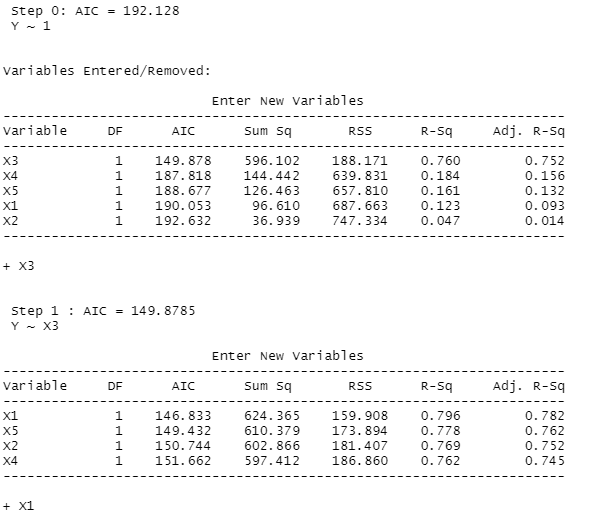 Step 0: AIC = 192.128
Y ~ 1
Variables Entered/Removed:
Enter New Variables
-----------------------------------------------------------------------
Variable DF AIC Sum Sq RSS R-Sq Adj. R-Sq
-----------------------------------------------------------------------
X3 1 149.878 596.102 188.171 0.760 0.752
X4 1 187.818 144.442 639.831 0.184 0.156
X5 1 188.677 126.463 657.810 0.161 0.132
X1 1 190.053 96.610 687.663 0.123 0.093
X2 1 192.632 36.939 747.334 0.047 0.014
-----------------------------------------------------------------------
+ X3
Step 1 : AIC = 149.8785
Y ~ X3
Enter New Variables
-----------------------------------------------------------------------
Variable DF AIC Sum Sq RSS R-Sq Adj. R-Sq
-----------------------------------------------------------------------
X1 1 146.833 624.365 159.908 0.796 0.782
X5 1 149.432 610.379 173.894 0.778 0.762
X2 1 150.744 602.866 181.407 0.769 0.752
X4 1 151.662 597.412 186.860 0.762 0.745
-----------------------------------------------------------------------
+ X1